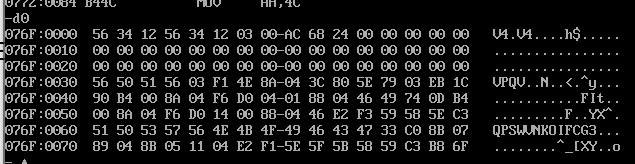 0772:0084 B44C MOV AH,4C
-d0
076F:0000 56 34 12 56 34 12 03 00-AC 68 24 00 00 00 00 00 V4.V4....h$.....
076F:0010 00 00 00 00 00 00 00 00-00 00 00 00 00 00 00 00 ................
076F:0020 00 00 00 00 00 00 00 00-00 00 00 00 00 00 00 00 ................
076F:0030 56 50 51 56 03 F1 4E 8A-04 3C 80 5E 79 03 EB 1C VPQV..N..<.^y...
076F:0040 90 B4 00 8A 04 F6 D0 04-01 88 04 46 49 74 0D B4 ...........FIt..
076F:0050 00 8A 04 F6 D0 14 00 88-04 46 E2 F3 59 58 5E C3 .........F..YX^.
076F:0060 51 50 53 57 56 4E 4B 4F-49 46 43 47 33 C0 8B 07 QPSWVNKOIFCG3...
076F:0070 89 04 8B 05 11 04 E2 F1-5E 5F 5B 58 59 C3 B8 6F ........^_[XY..o